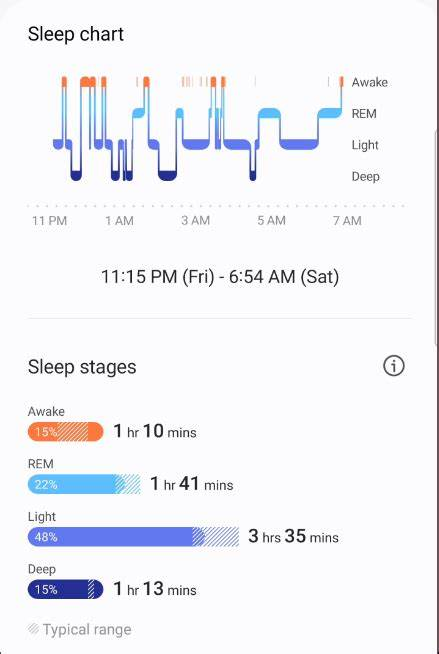 Sleep chart
Awake
REM
Light
Deep
11 PM 1 AM 3 AM 5 AM 7 AM
11:15 PM (Fri) - 6:54 AM (Sat)
Sleep stages
Awake
15% 1 hr 10 mins
REM
22% 1 hr 41 mins
Light
48% 3 hrs 35 mins
Deep
15% 1 hr 13 mins
Typical range